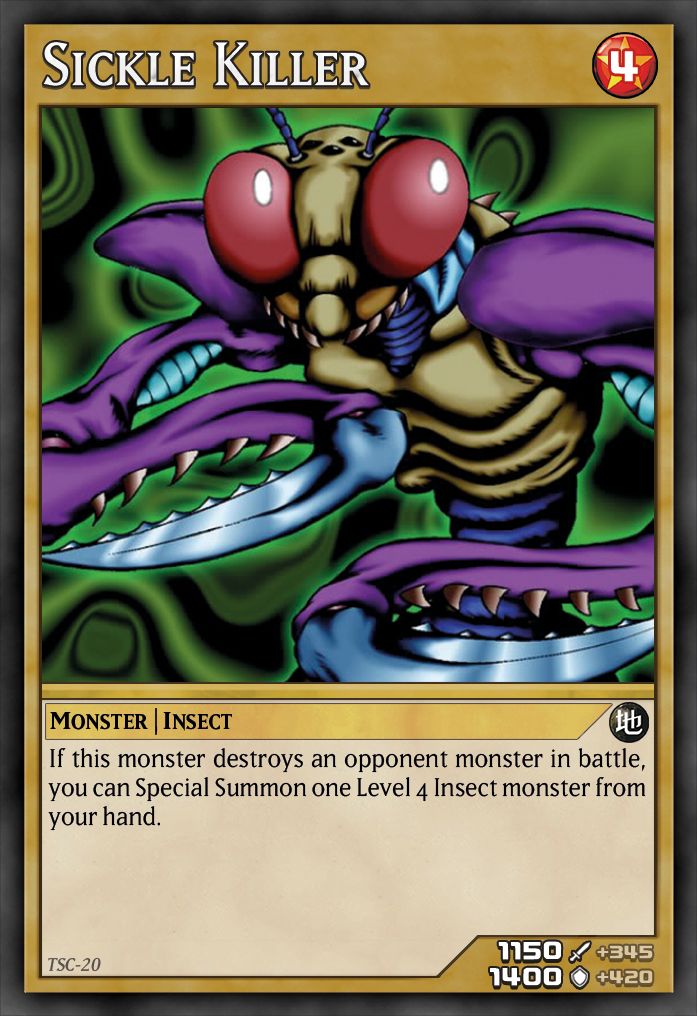 Sickle Killer
4
Monster | Insect
If this monster destroys an opponent monster in battle,
you can Special Summon one Level 4 Insect monster from
your hand.
TSC-20
1150 +345
1400 +420